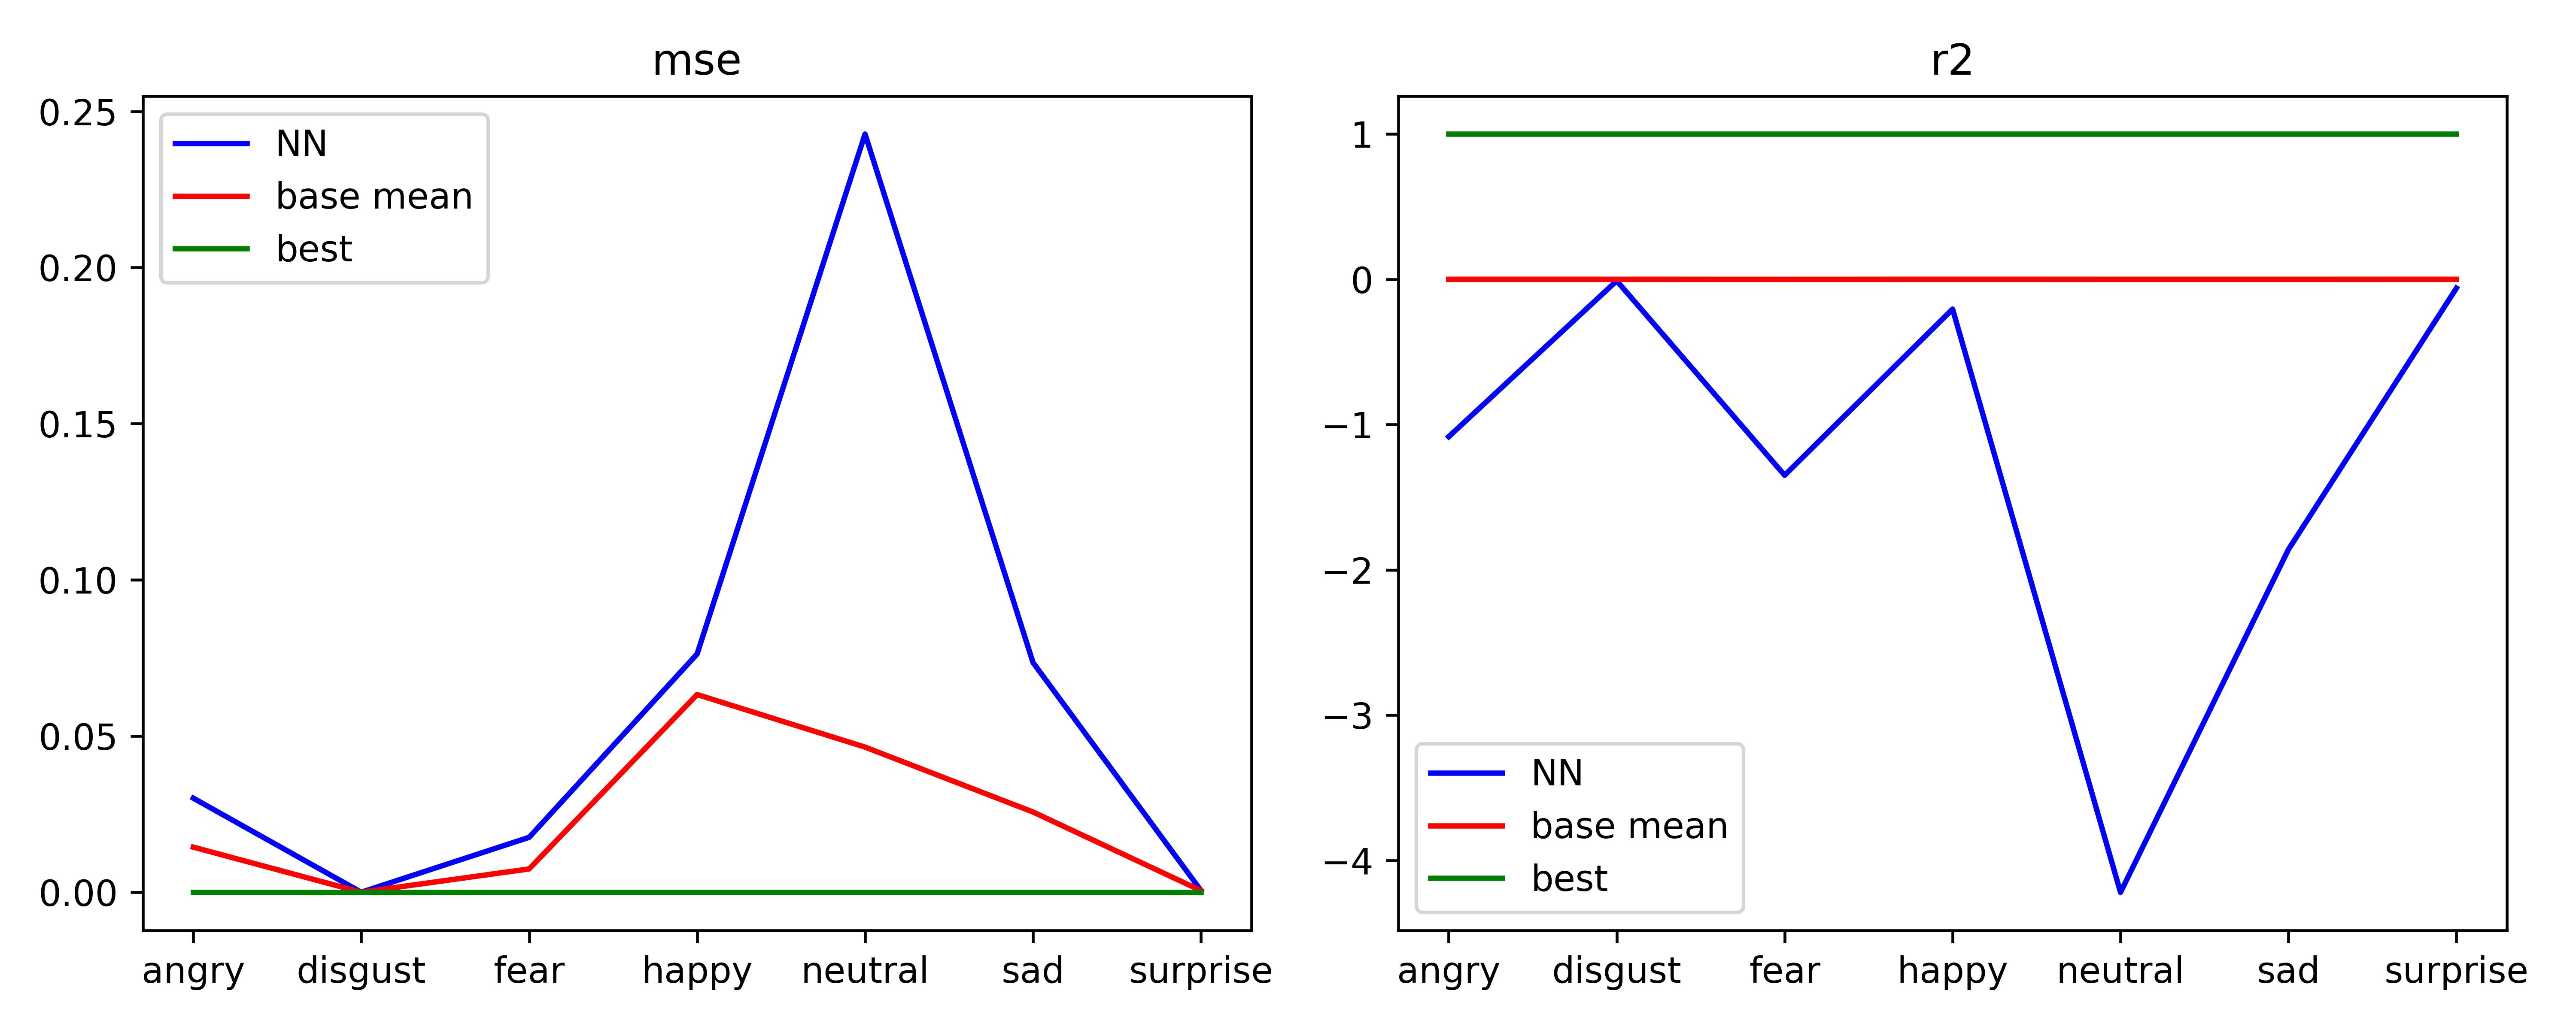 mse
0.25
0.20
0.15
0.10
0.05
0.00
NN
base mean
best
angry disgust fear happy neutral sad surprise
r2
1
0
−1
−2
−3
−4
NN
base mean
best
angry disgust fear happy neutral sad surprise